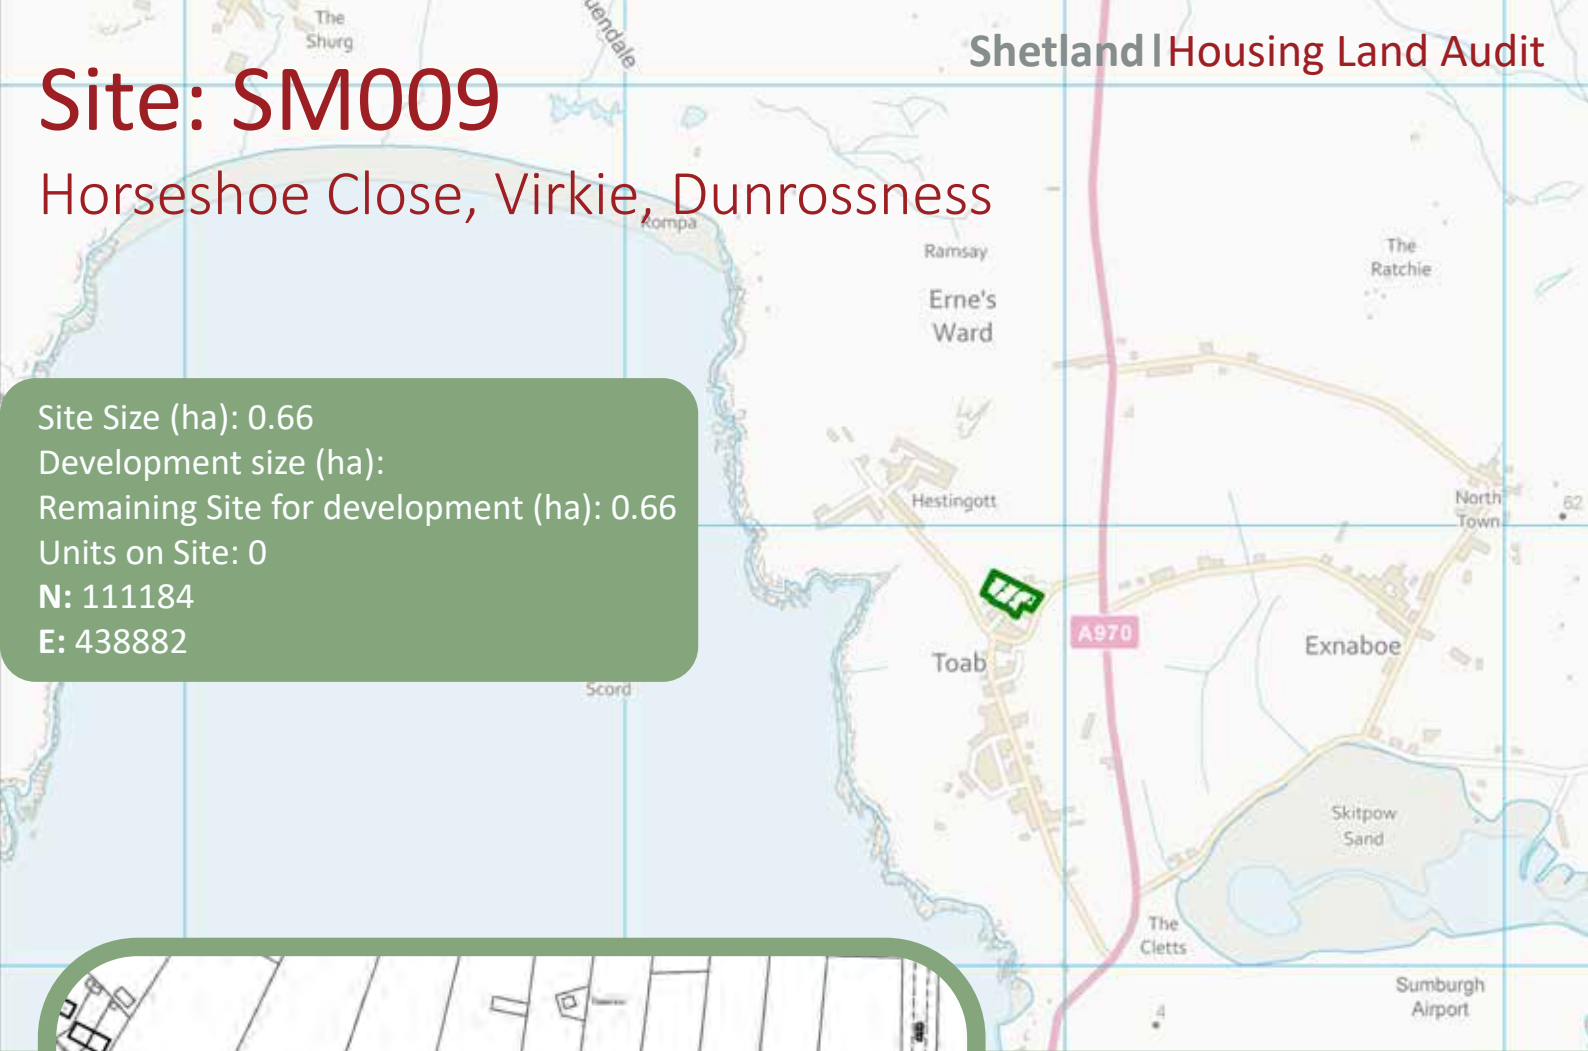 The
Shurg
Shetland|Housing Land Audit
Site: SM009
Horseshoe Close, Virkie, Dunrossness
Rompa
Ramsay
Erne's
Ward
The
Ratchie
Site Size (ha): 0.66
Development size (ha):
Remaining Site for development (ha): 0.66
Units on Site: 0
N: 111184
E: 438882
Hestingott
North
Town
62
A970
Toab
Exnaboe
Scord
Skitpow
Sand
The
Cletts
Sumburgh
Airport
4